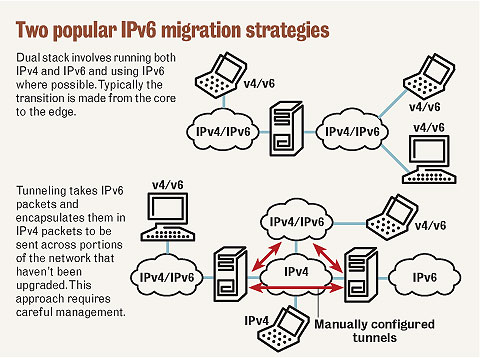 Two popular IPv6 migration strategies
Dual stack involves running both
IPv4 and IPv6 and using IPv6
where possible. Typically the
transition is made from the core
to the edge.
v4/v6
v4/v6
IPv4/IPv6
IPv4/IPv6
v4/v6
Tunneling takes IPv6
packets and
encapsulates them in
IPv4 packets to be
sent across portions
of the network that
haven't been
upgraded. This
approach requires
careful management.
v4/v6
IPv4/IPv6
v4/v6
IPv4/IPv6
IPv4
IPv6
IPv4
Manually configured
tunnels